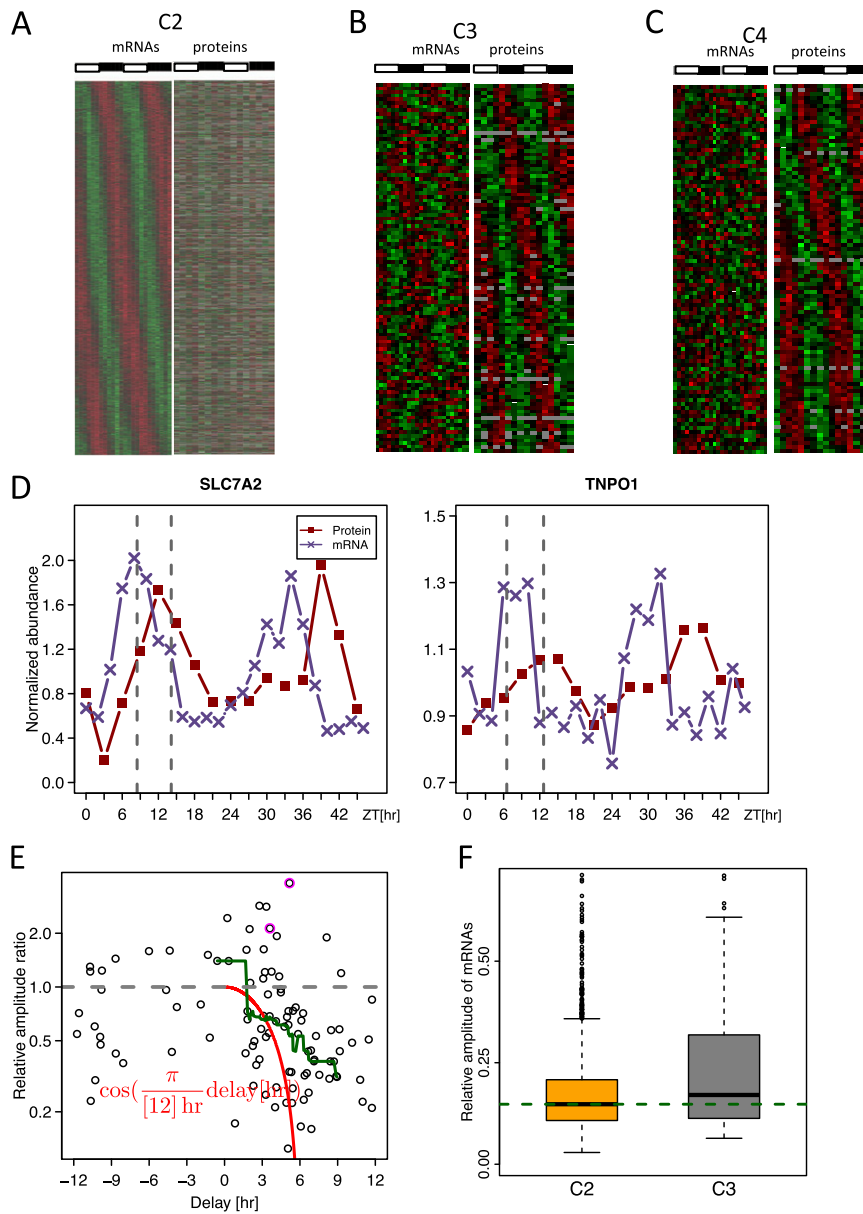 A
C2
mRNAs proteins
B
C3
mRNAs proteins
C
C4
mRNAs proteins
D
SLC7A2
Normalized abundance
2.0
1.6
1.2
0.8
0.4
0.0
Protein
mRNA
0 6 12 18 24 30 36 42 ZT[hr]
TNPO1
1.5
1.3
1.1
0.9
0.7
0 6 12 18 24 30 36 42 ZT[hr]
E
Relative amplitude ratio
2.0
1.0
0.5
0.2
cos(π/[12] hr delay[hr])
−12 −9 −6 −3 0 3 6 9 12
Delay [hr]
F
Relative amplitude of mRNAs
0.50
0.25
0.00
C2 C3